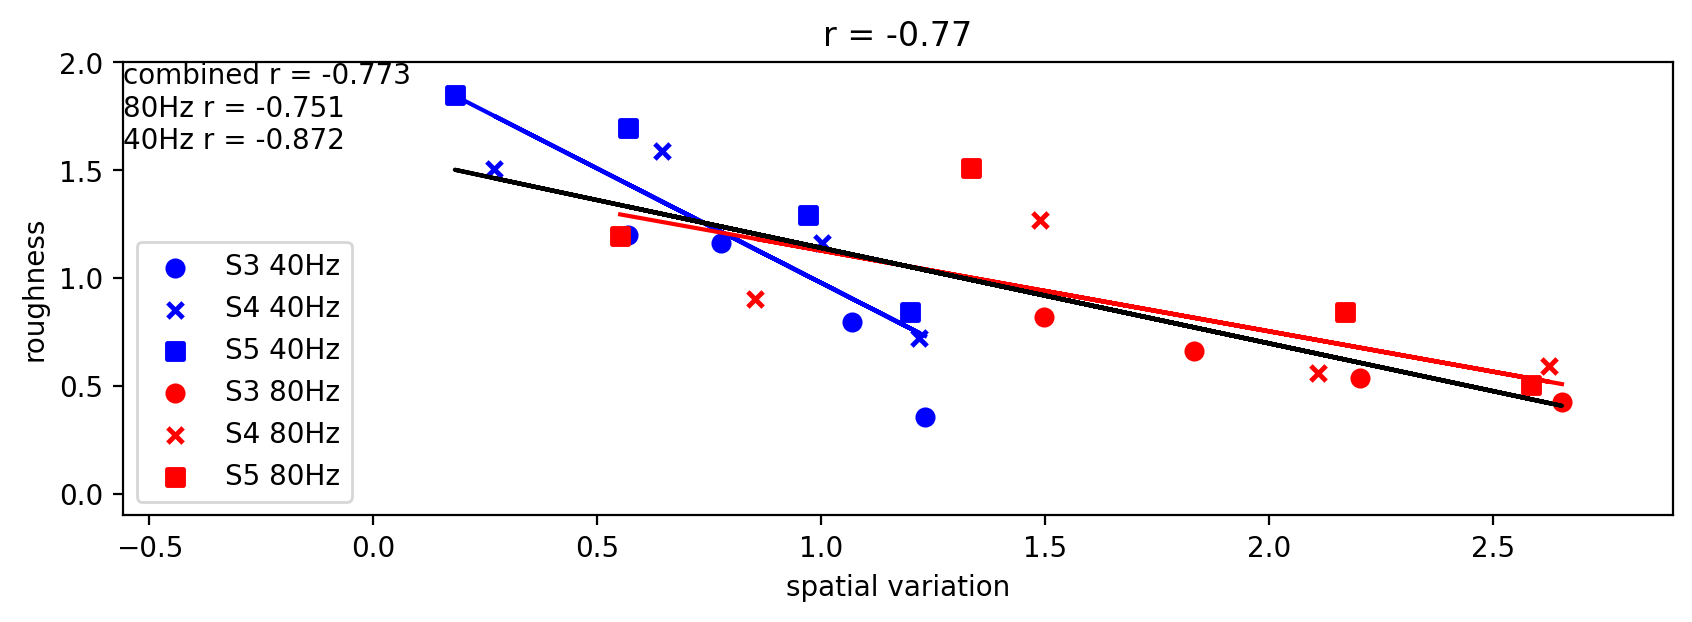 r = -0.77
combined r = -0.773
80Hz r = -0.751
40Hz r = -0.872
2.0
1.5
1.0
0.5
0.0
roughness
S3 40Hz
S4 40Hz
S5 40Hz
S3 80Hz
S4 80Hz
S5 80Hz
−0.5 0.0 0.5 1.0 1.5 2.0 2.5
spatial variation